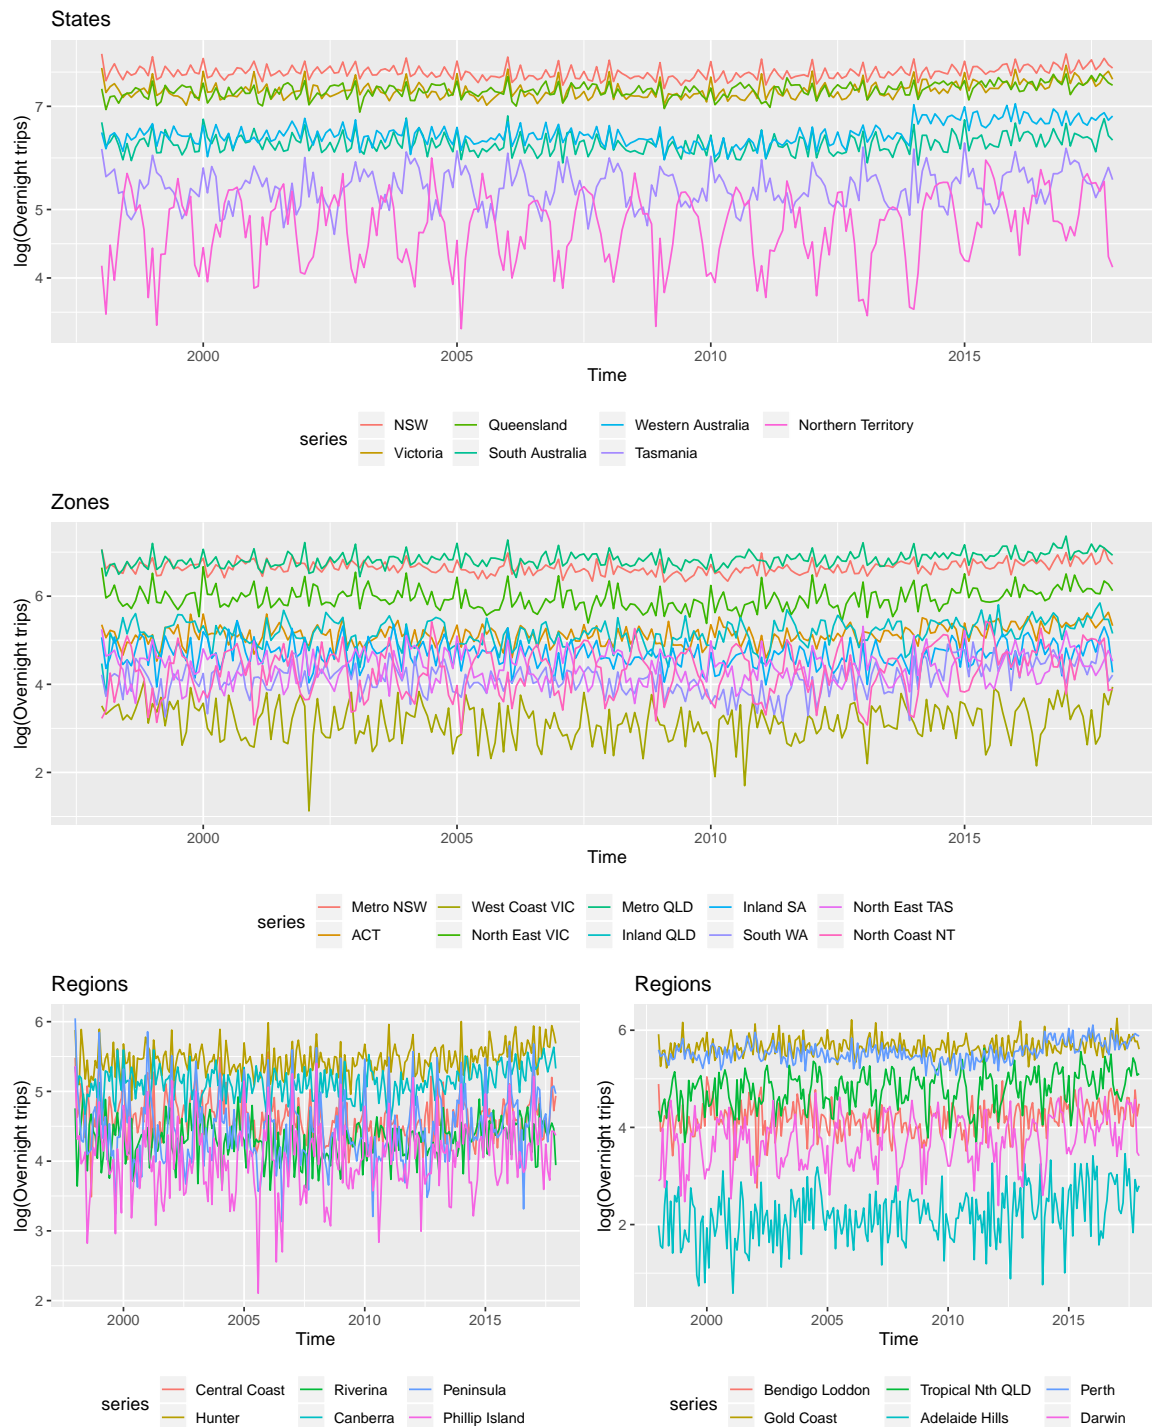 States
log(Overnight trips)
7
5
4
2000 2005 2010 2015
Time
series
NSW Queensland Western Australia Northern Territory
Victoria South Australia Tasmania
Zones
log(Overnight trips)
6
4
2
2000 2005 2010 2015
Time
series
Metro NSW West Coast VIC Metro QLD Inland SA North East TAS
ACT North East VIC Inland QLD South WA North Coast NT
Regions
log(Overnight trips)
6
5
4
3
2
2000 2005 2010 2015
Time
series
Central Coast Riverina Peninsula
Hunter Canberra Phillip Island
Regions
log(Overnight trips)
6
4
2
2000 2005 2010 2015
Time
series
Bendigo Loddon Tropical Nth QLD Perth
Gold Coast Adelaide Hills Darwin